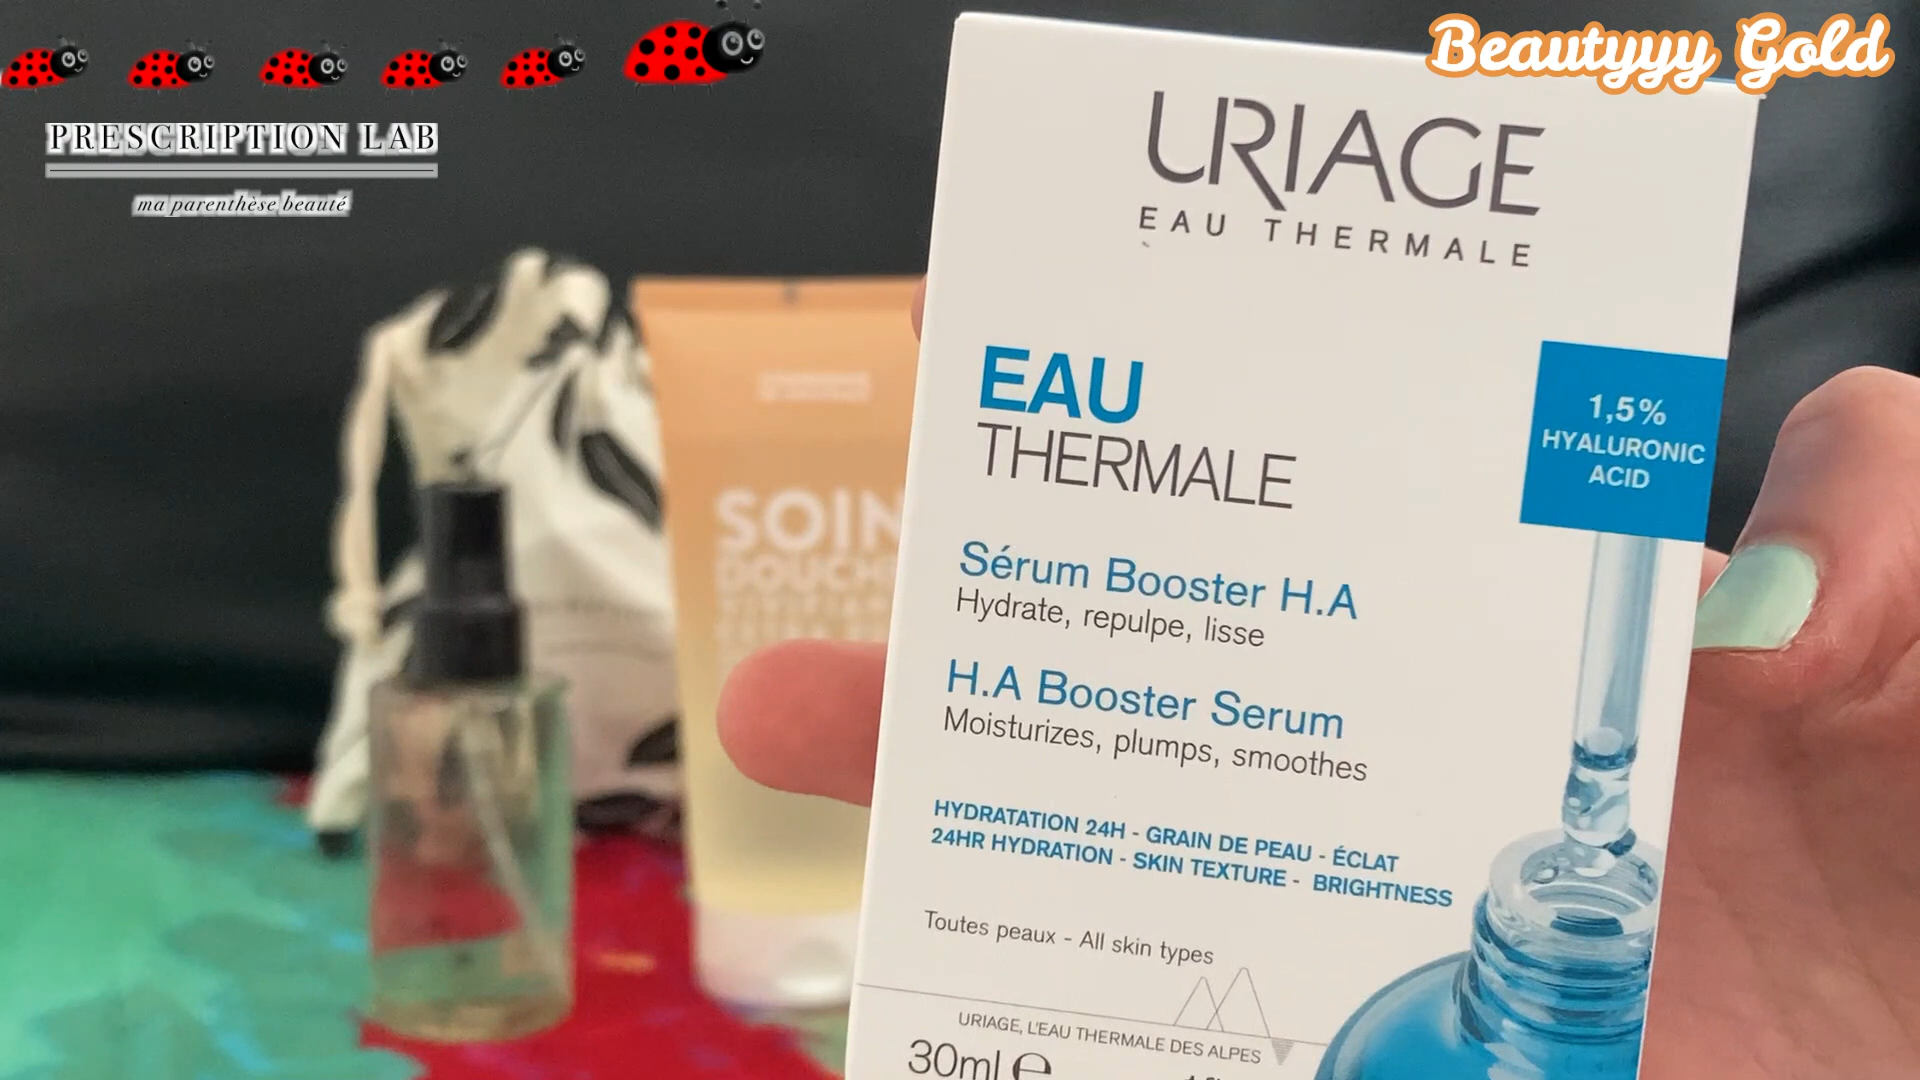 Beautyyy Gold
PRESCRIPTION LAB
ma parenthèse beauté
URIAGE
EAU THERMALE
EAU
THERMALE
1,5%
HYALURONIC
ACID
Sérum Booster H.A
Hydrate, repulpe, lisse
H.A Booster Serum
Moisturizes, plumps, smoothes
HYDRATATION 24H - GRAIN DE PEAU - ÉCLAT
24HR HYDRATION - SKIN TEXTURE - BRIGHTNESS
Toutes peaux - All skin types
URIAGE, L'EAU THERMALE DES ALPES
30ml ℮
SOIN
DOUCHE